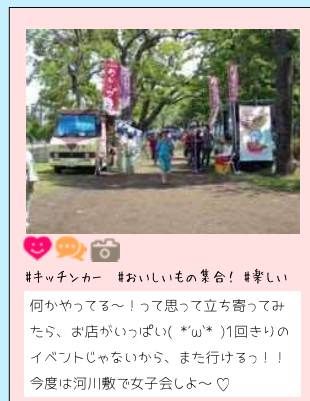 #キッチンカー #おいしいもの集合! #楽しい
何かやってる～!って思って立ち寄ってみ
たら、お店がいっぱい( *´ω`* )1回きりの
イベントじゃないから、また行けるっ!!
今度は河川敷で女子会しよ～♡